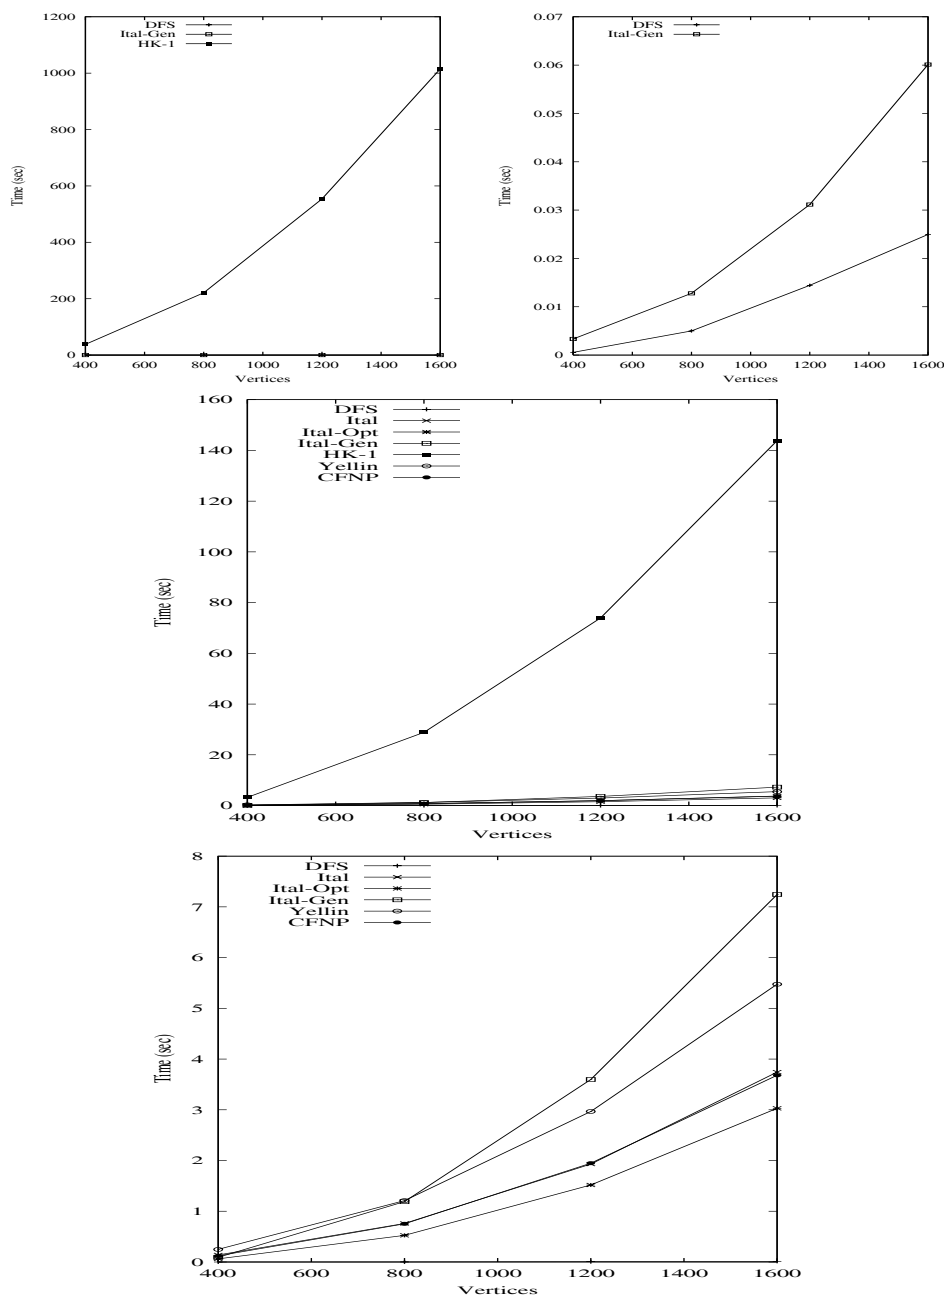 1200
1000
800
600
400
200
0
Time (sec)
DFS
Ital-Gen
HK-1
400 600 800 1000 1200 1400 1600
Vertices
0.07
0.06
0.05
0.04
0.03
0.02
0.01
0
Time (sec)
DFS
Ital-Gen
400 600 800 1000 1200 1400 1600
Vertices
160
140
120
100
80
60
40
20
0
Time (sec)
DFS
Ital
Ital-Opt
Ital-Gen
HK-1
Yellin
CFNP
400 600 800 1000 1200 1400 1600
Vertices
8
7
6
5
4
3
2
1
0
Time (sec)
DFS
Ital
Ital-Opt
Ital-Gen
Yellin
CFNP
400 600 800 1000 1200 1400 1600
Vertices